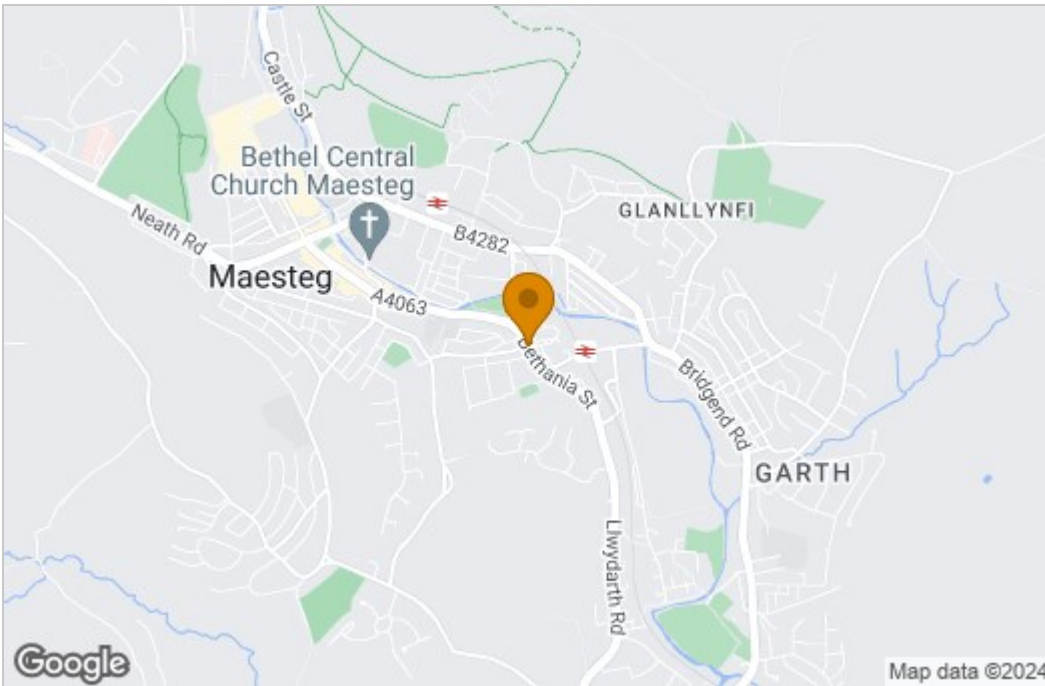 Castle St
Bethel Central
Church Maesteg
GLANLLYNFI
Neath Rd
B4282
Maesteg
A4063
Bethania St
Bridgend Rd
GARTH
Llwydarth Rd
Google
Map data ©2024